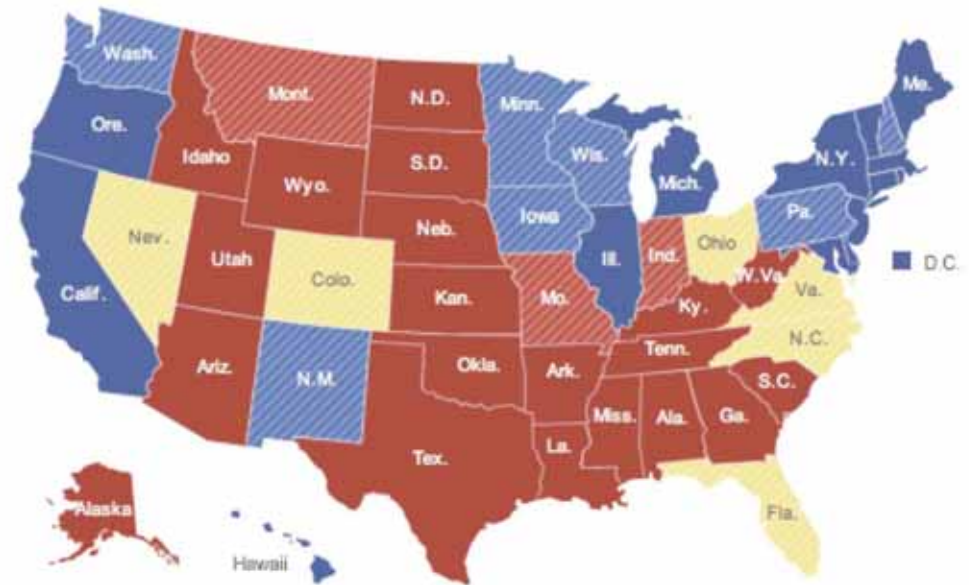 Wash.
Me.
Mont.
N.D.
Minn.
Ore.
Idaho
S.D.
Wis.
N.Y.
Mich.
Wyo.
Iowa
Pa.
Neb.
Nev.
Utah
Colo.
Ill.
Ind.
Ohio
D.C.
W.Va.
Va.
Calif.
Kan.
Mo.
Ky.
N.C.
Tenn.
Ariz.
N.M.
Okla.
Ark.
S.C.
Miss.
Ala.
Ga.
La.
Tex.
Alaska
Fla.
Hawaii